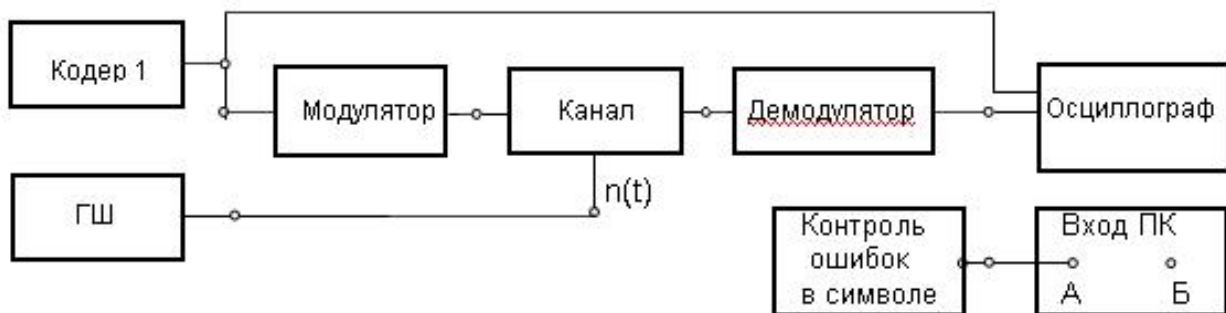 Кодер 1
Модулятор
Канал
Демодулятор
Осциллограф
ГШ
n(t)
Контроль
ошибок
в символе
Вход ПК
А Б